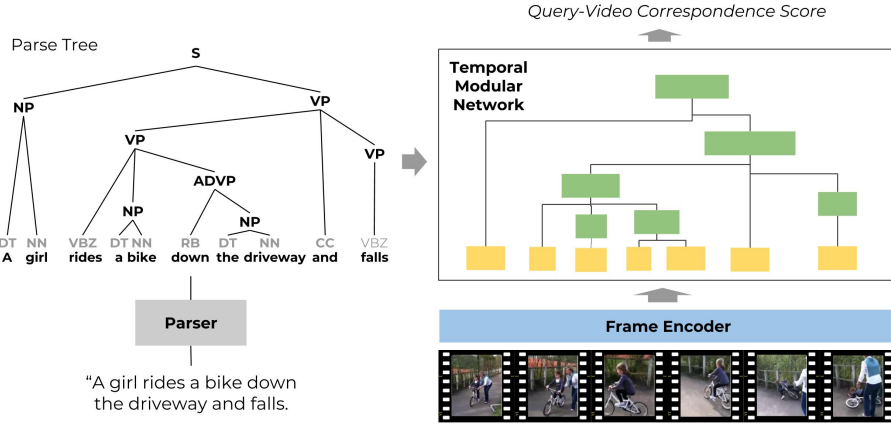 Query-Video Correspondence Score
Parse Tree
S
Temporal
Modular
Network
NP
VP
VP
VP
ADVP
NP
NP
DT NN VBZ DT NN RB DT NN CC VBZ
A girl rides a bike down the driveway and falls
Parser
Frame Encoder
“A girl rides a bike down
the driveway and falls.